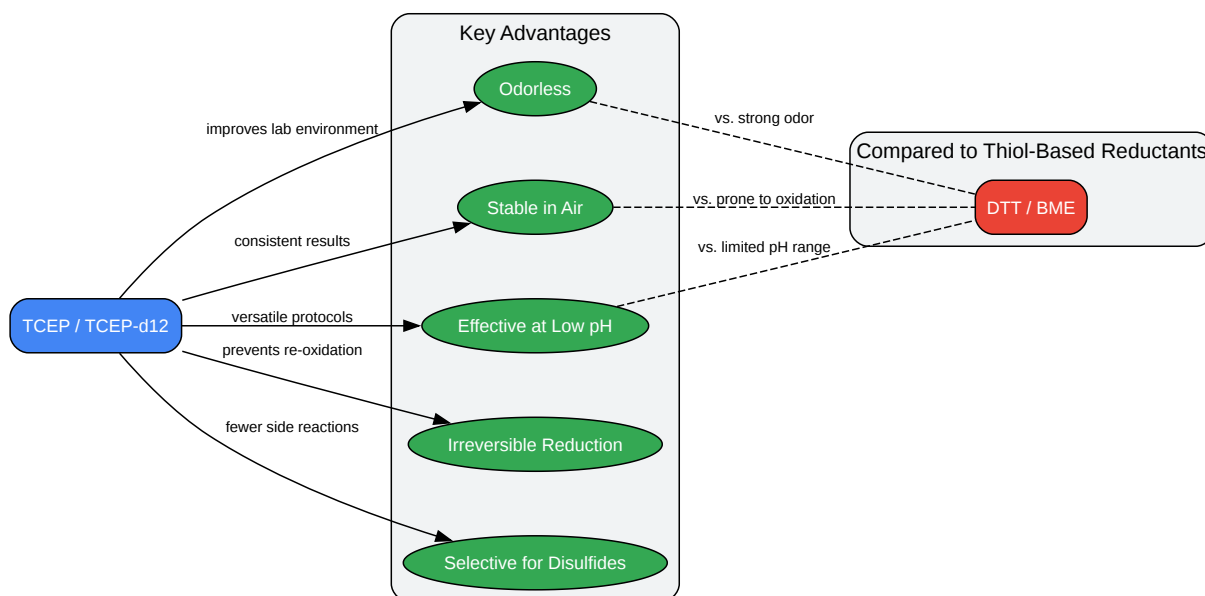 Key Advantages
Odorless
improves lab environment
vs. strong odor
Compared to Thiol-Based Reductants
Stable in Air
vs. prone to oxidation
DTT / BME
consistent results
vs. limited pH range
TCEP / TCEP-d12
versatile protocols
Effective at Low pH
prevents re-oxidation
fewer side reactions
Irreversible Reduction
Selective for Disulfides